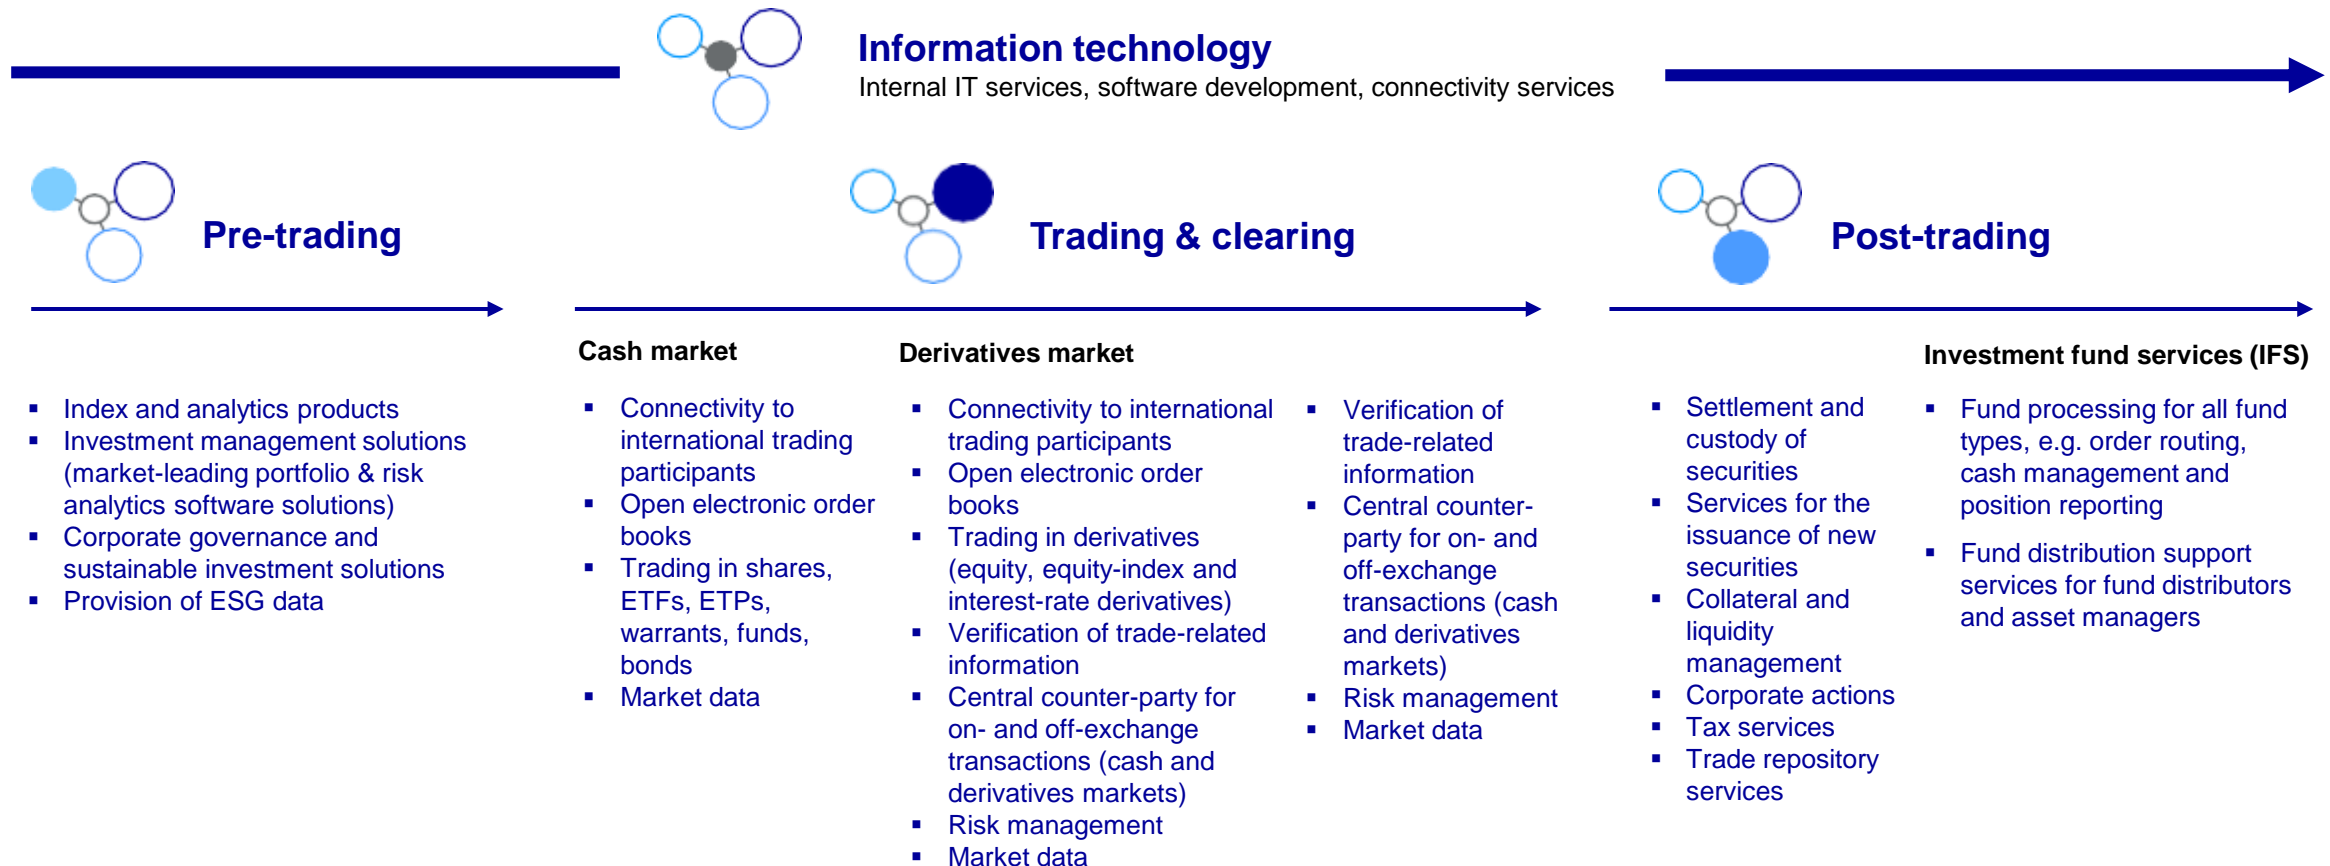 Information technology
Internal IT services, software development, connectivity services
Pre-trading
▪ Index and analytics products
▪ Investment management solutions
(market-leading portfolio & risk
analytics software solutions)
▪ Corporate governance and
sustainable investment solutions
▪ Provision of ESG data
Trading & clearing
Cash market
▪ Connectivity to
international trading
participants
▪ Open electronic order
books
▪ Trading in shares,
ETFs, ETPs,
warrants, funds,
bonds
▪ Market data
Derivatives market
▪ Connectivity to international
trading participants
▪ Open electronic order
books
▪ Trading in derivatives
(equity, equity-index and
interest-rate derivatives)
▪ Verification of trade-related
information
▪ Central counter-party for
on- and off-exchange
transactions (cash and
derivatives markets)
▪ Risk management
▪ Market data
▪ Verification of
trade-related
information
▪ Central counter-
party for on- and
off-exchange
transactions (cash
and derivatives
markets)
▪ Risk management
▪ Market data
Post-trading
▪ Settlement and
custody of
securities
▪ Services for the
issuance of new
securities
▪ Collateral and
liquidity
management
▪ Corporate actions
▪ Tax services
▪ Trade repository
services
Investment fund services (IFS)
▪ Fund processing for all fund
types, e.g. order routing,
cash management and
position reporting
▪ Fund distribution support
services for fund distributors
and asset managers